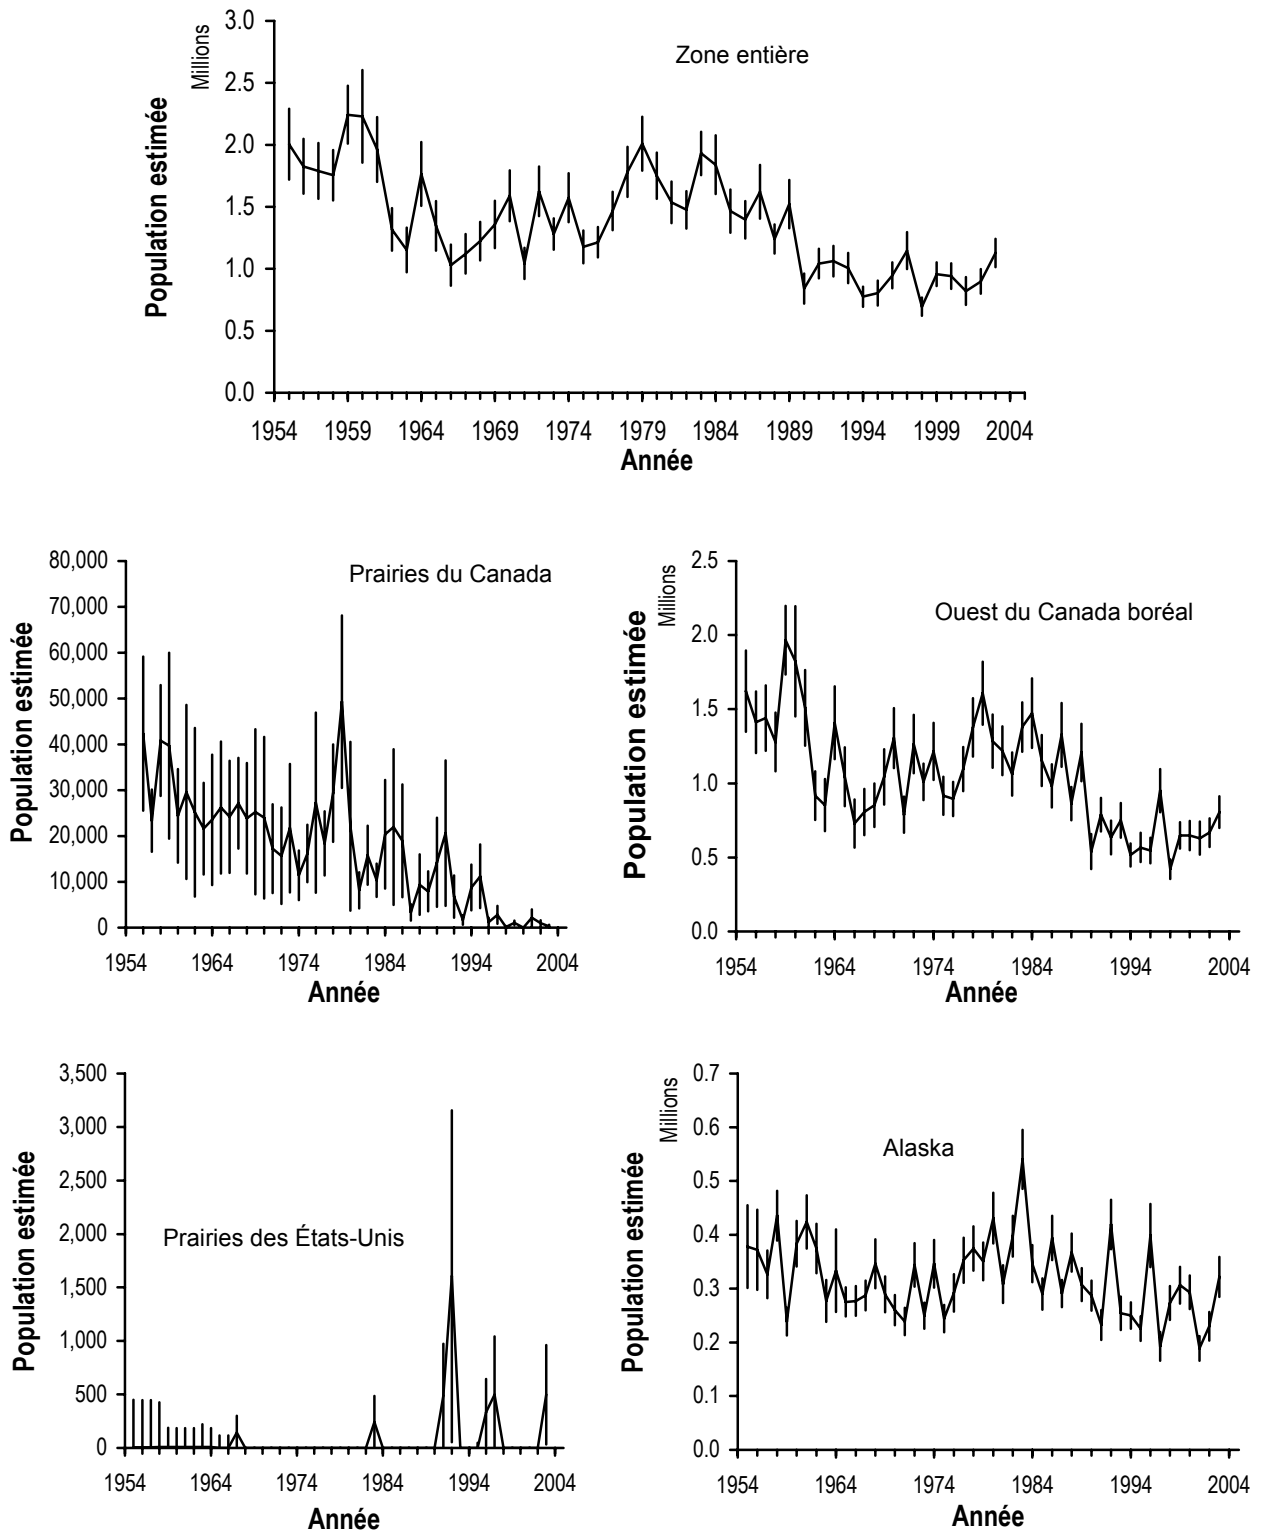 Zone entière
Millions
Population estimée
3.0
2.5
2.0
1.5
1.0
0.5
0.0
1954 1959 1964 1969 1974 1979 1984 1989 1994 1999 2004
Année
Prairies du Canada
Population estimée
80,000
70,000
60,000
50,000
40,000
30,000
20,000
10,000
0
1954 1964 1974 1984 1994 2004
Année
Ouest du Canada boréal
Millions
Population estimée
2.5
2.0
1.5
1.0
0.5
0.0
1954 1964 1974 1984 1994 2004
Année
Prairies des États-Unis
Population estimée
3,500
3,000
2,500
2,000
1,500
1,000
500
0
1954 1964 1974 1984 1994 2004
Année
Alaska
Millions
Population estimée
0.7
0.6
0.5
0.4
0.3
0.2
0.1
0.0
1954 1964 1974 1984 1994 2004
Année